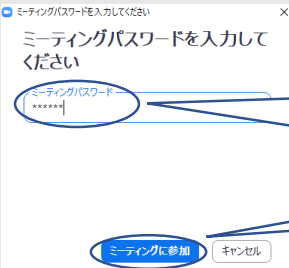 ミーティングパスワードを入力してください
ミーティングパスワードを入力して
ください
ミーティングパスワード
******
ミーティングに参加
キャンセル